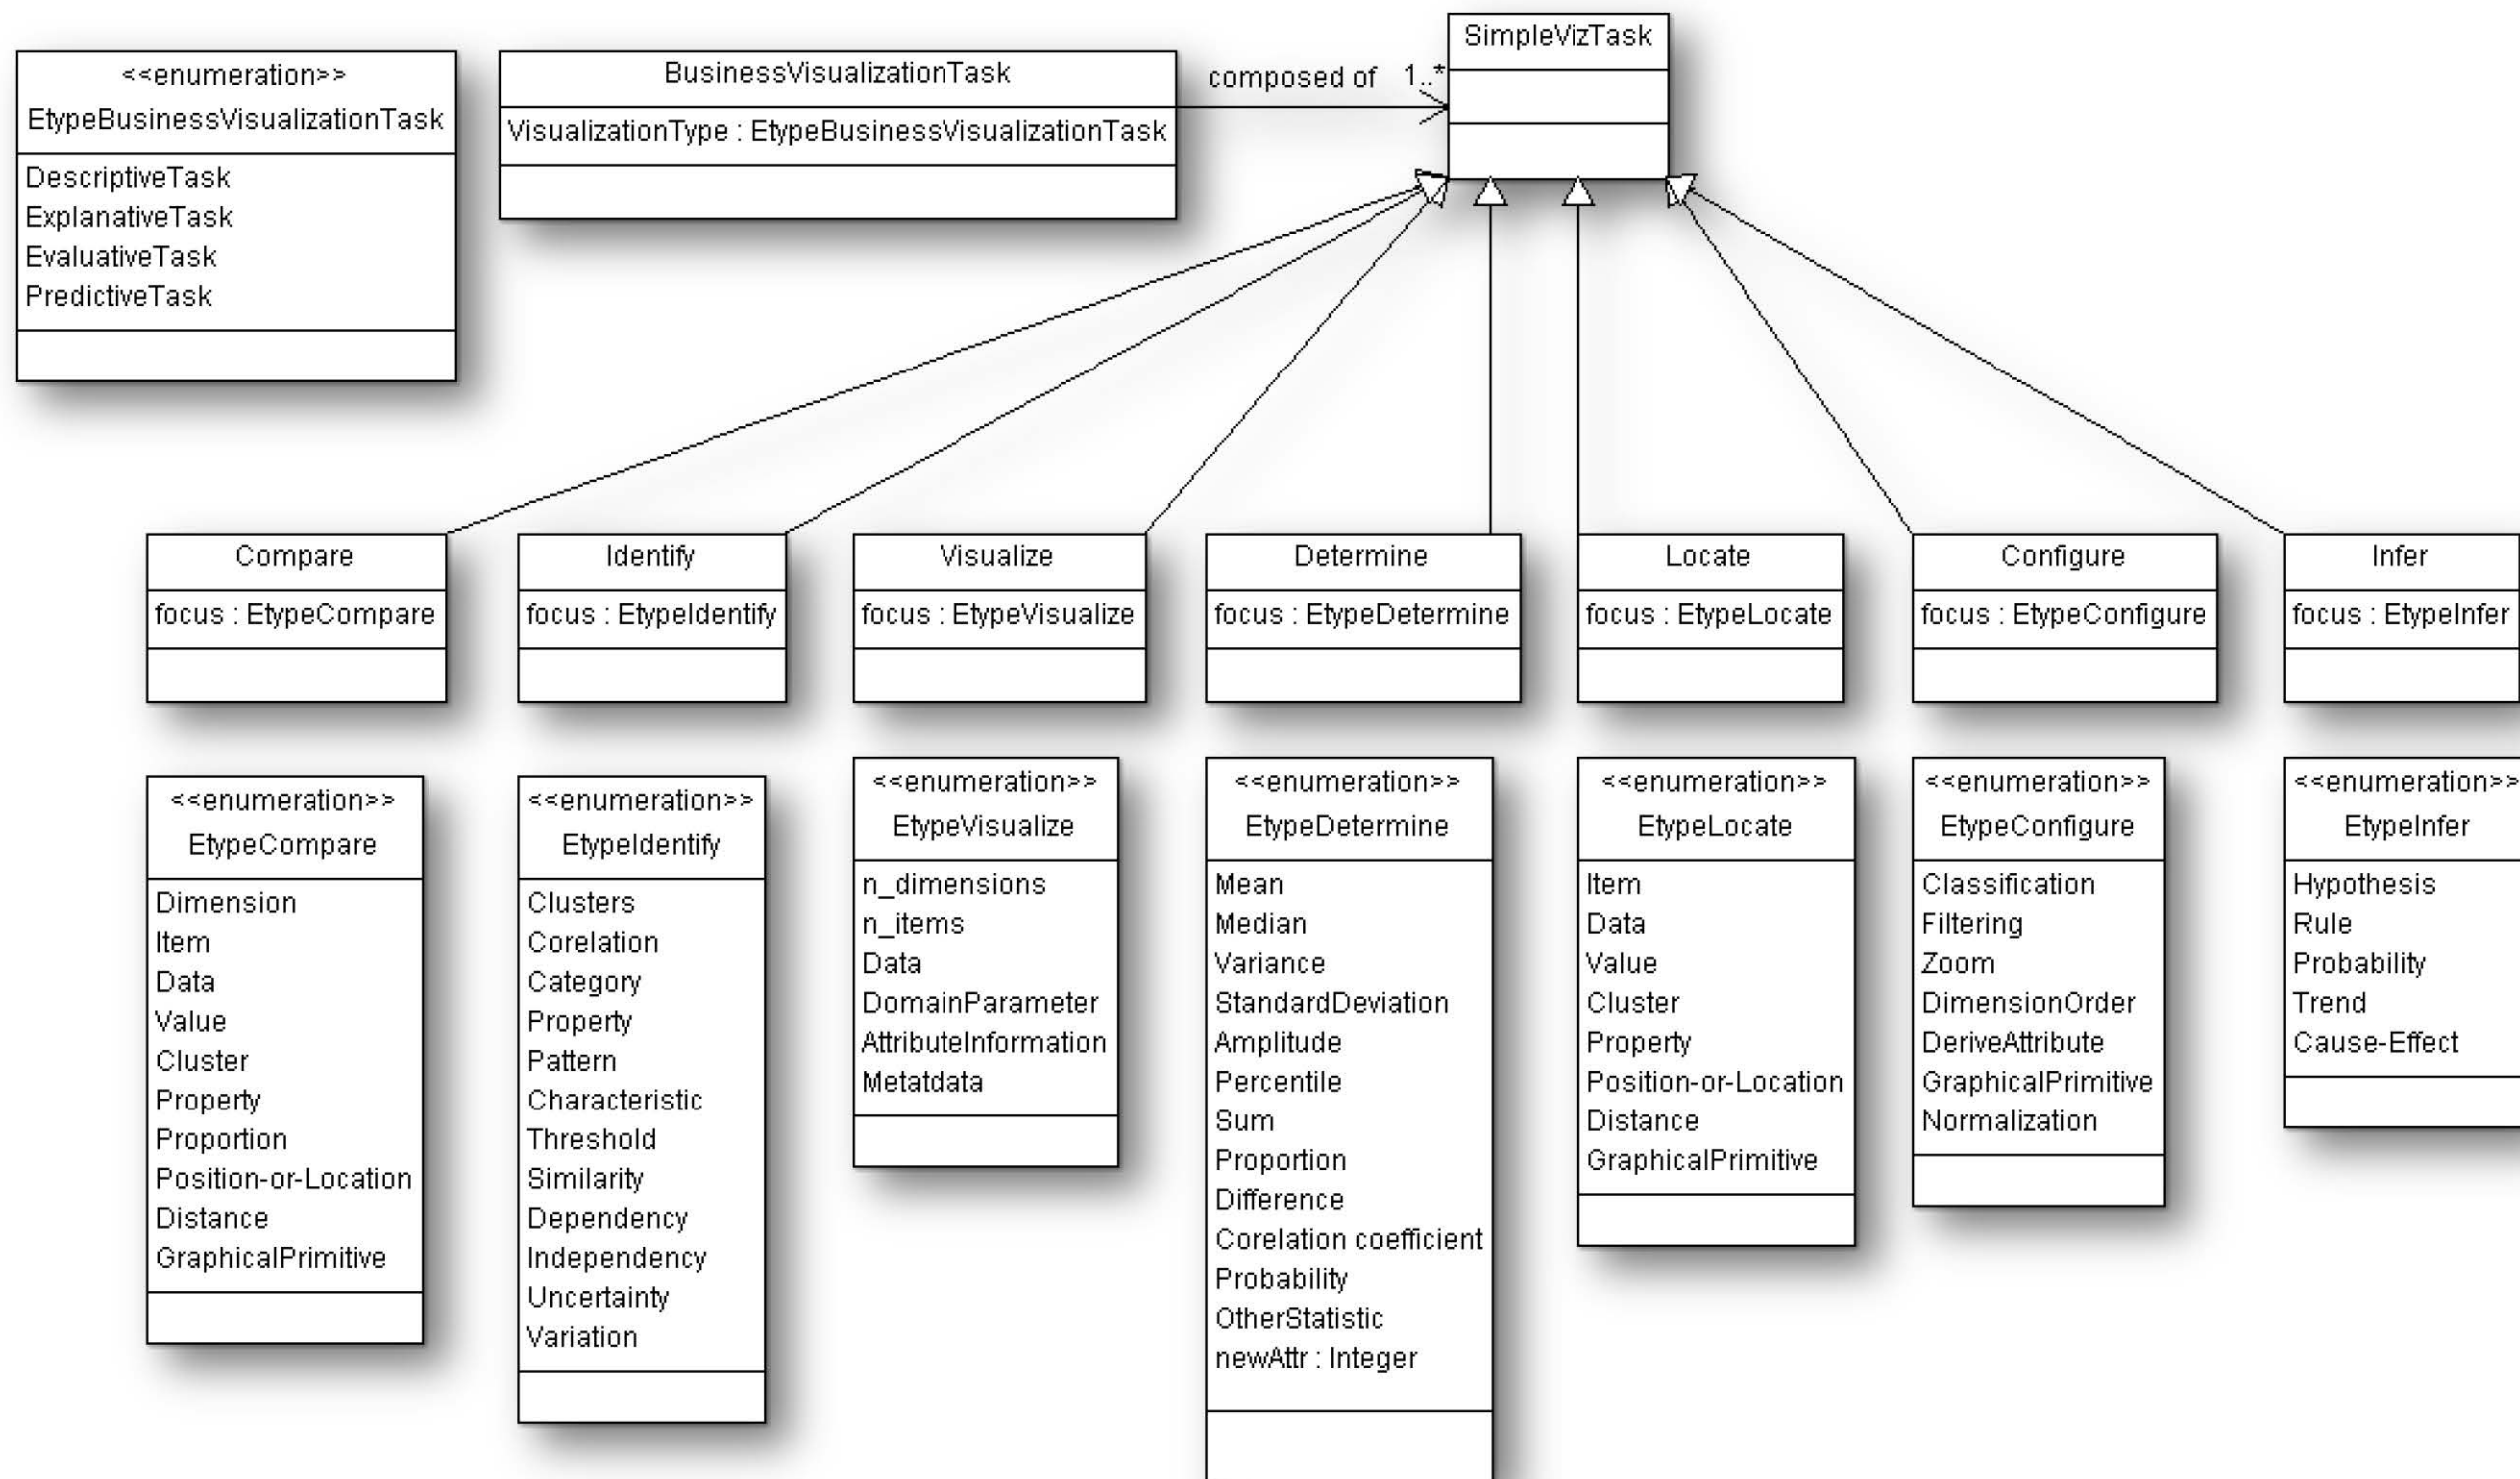 SimpleVizTask
<<enumeration>>
EtypeBusinessVisualizationTask
DescriptiveTask
ExplanativeTask
EvaluativeTask
PredictiveTask
BusinessVisualizationTask
VisualizationType : EtypeBusinessVisualizationTask
composed of 1..*
Compare
focus : EtypeCompare
Identify
focus : EtypeIdentify
Visualize
focus : EtypeVisualize
Determine
focus : EtypeDetermine
Locate
focus : EtypeLocate
Configure
focus : EtypeConfigure
Infer
focus : EtypeInfer
<<enumeration>>
EtypeCompare
Dimension
Item
Data
Value
Cluster
Property
Proportion
Position-or-Location
Distance
GraphicalPrimitive
<<enumeration>>
EtypeIdentify
Clusters
Corelation
Category
Property
Pattern
Characteristic
Threshold
Similarity
Dependency
Independency
Uncertainty
Variation
<<enumeration>>
EtypeVisualize
n_dimensions
n_items
Data
DomainParameter
AttributeInformation
Metatdata
<<enumeration>>
EtypeDetermine
Mean
Median
Variance
StandardDeviation
Amplitude
Percentile
Sum
Proportion
Difference
Corelation coefficient
Probability
OtherStatistic
newAttr : Integer
<<enumeration>>
EtypeLocate
Item
Data
Value
Cluster
Property
Position-or-Location
Distance
GraphicalPrimitive
<<enumeration>>
EtypeConfigure
Classification
Filtering
Zoom
DimensionOrder
DeriveAttribute
GraphicalPrimitive
Normalization
<<enumeration>>
EtypeInfer
Hypothesis
Rule
Probability
Trend
Cause-Effect